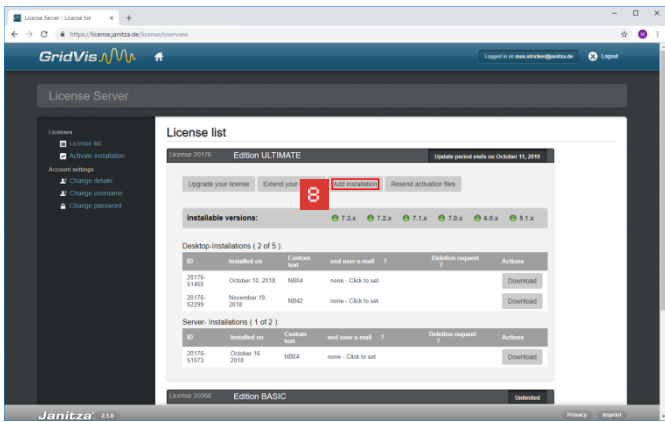 License Server - License list
https://license.janitza.de/license/overview
GridVis
Logged in as max.stricker@janitza.de
Logout
License Server
Licenses
License list
Activate installation
Account settings
Change details
Change username
Change password
License list
License 20176 Edition ULTIMATE Update period ends on October 11, 2019
Upgrade your license Extend your 8 Add installation Resend activation files
Installable versions: 7.3.x 7.2.x 7.1.x 7.0.x 6.0.x 5.1.x
Desktop-Installations ( 2 of 5 ):
ID Installed on Custom text end user e-mail ? Deletion request ? Actions
20176-51450 October 10, 2018 NB04 none - Click to set Download
20176-52299 November 19, 2018 NB42 none - Click to set Download
Server- Installations ( 1 of 2 ):
ID Installed on Custom text end user e-mail ? Deletion request ? Actions
20176-51573 October 16, 2018 NB04 none - Click to set Download
License 20368 Edition BASIC Unlimited
Janitza 2.1.0 Privacy Imprint